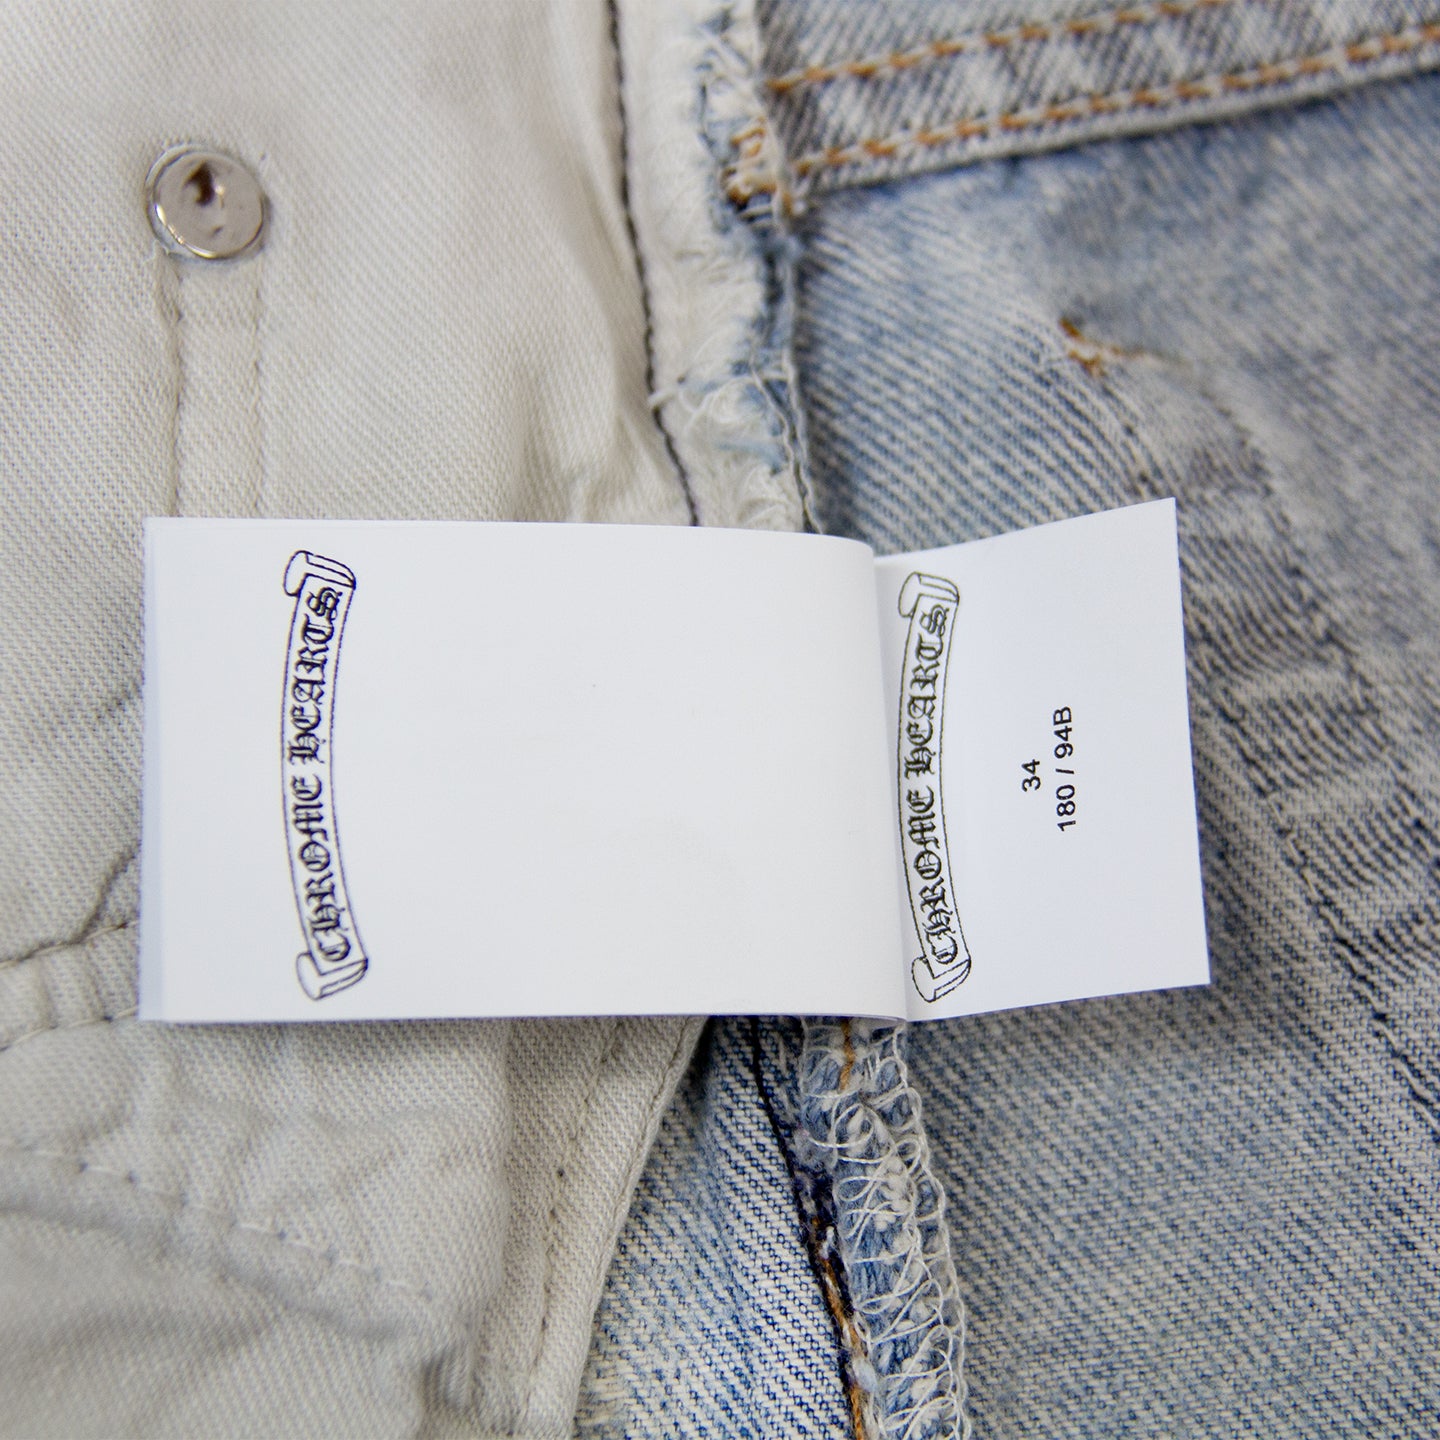 CHROME HEARTS
CHROME HEARTS
34
180 / 94B